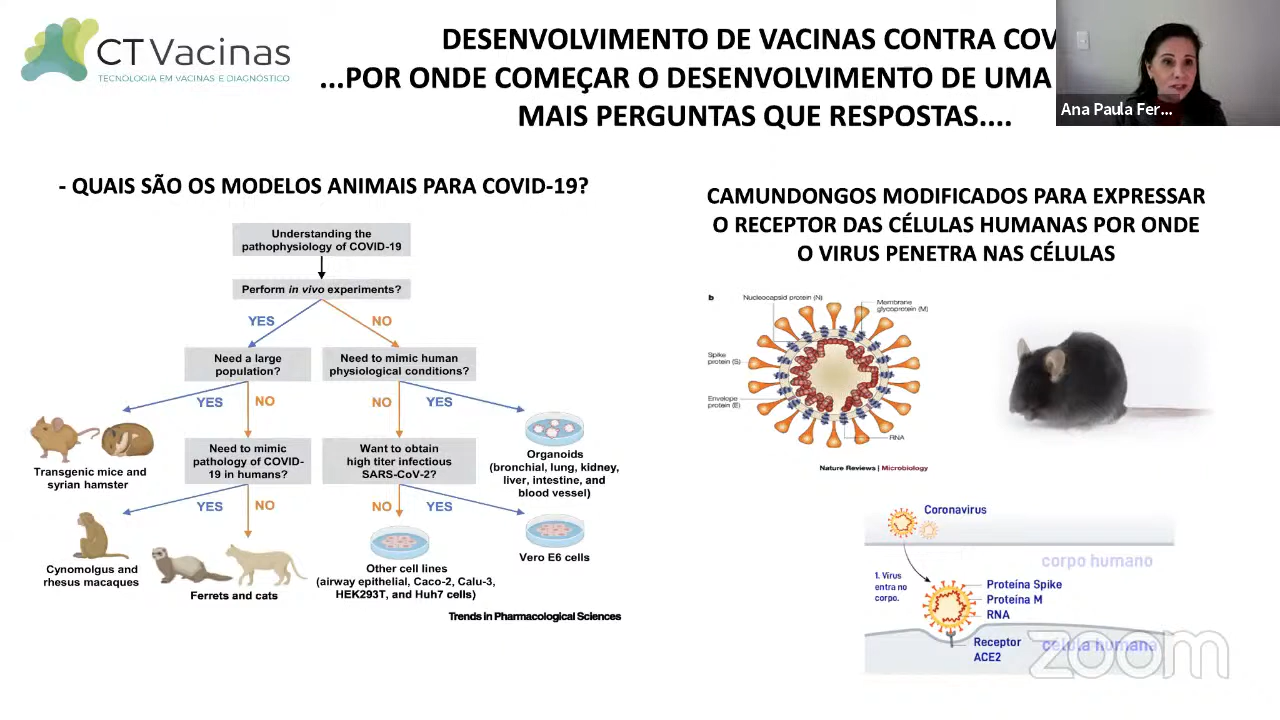 CT Vacinas
TECNOLOGIA EM VACINAS E DIAGNÓSTICO
DESENVOLVIMENTO DE VACINAS CONTRA COV
...POR ONDE COMEÇAR O DESENVOLVIMENTO DE UMA
MAIS PERGUNTAS QUE RESPOSTAS....
Ana Paula Fer...
- QUAIS SÃO OS MODELOS ANIMAIS PARA COVID-19?
Understanding the
pathophysiology of COVID-19
Perform in vivo experiments?
YES
NO
Need a large
population?
Need to mimic human
physiological conditions?
YES
NO
NO
YES
Transgenic mice and
syrian hamster
Need to mimic
pathology of COVID-
19 in humans?
Want to obtain
high titer infectious
SARS-CoV-2?
Organoids
(bronchial, lung, kidney,
liver, intestine, and
blood vessel)
YES
NO
NO
YES
Cynomolgus and
rhesus macaques
Ferrets and cats
Other cell lines
(airway epithelial, Caco-2, Calu-3,
HEK293T, and Huh7 cells)
Vero E6 cells
Trends in Pharmacological Sciences
CAMUNDONGOS MODIFICADOS PARA EXPRESSAR
O RECEPTOR DAS CÉLULAS HUMANAS POR ONDE
O VIRUS PENETRA NAS CÉLULAS
b
Nucleocapsid protein (N)
Membrane
glycoprotein (M)
Spike
protein (S)
Envelope
protein (E)
RNA
Nature Reviews | Microbiology
Coronavirus
corpo humano
1. Vírus
entra no
corpo.
Proteína Spike
Proteína M
RNA
Receptor
ACE2
célula humana
zoom